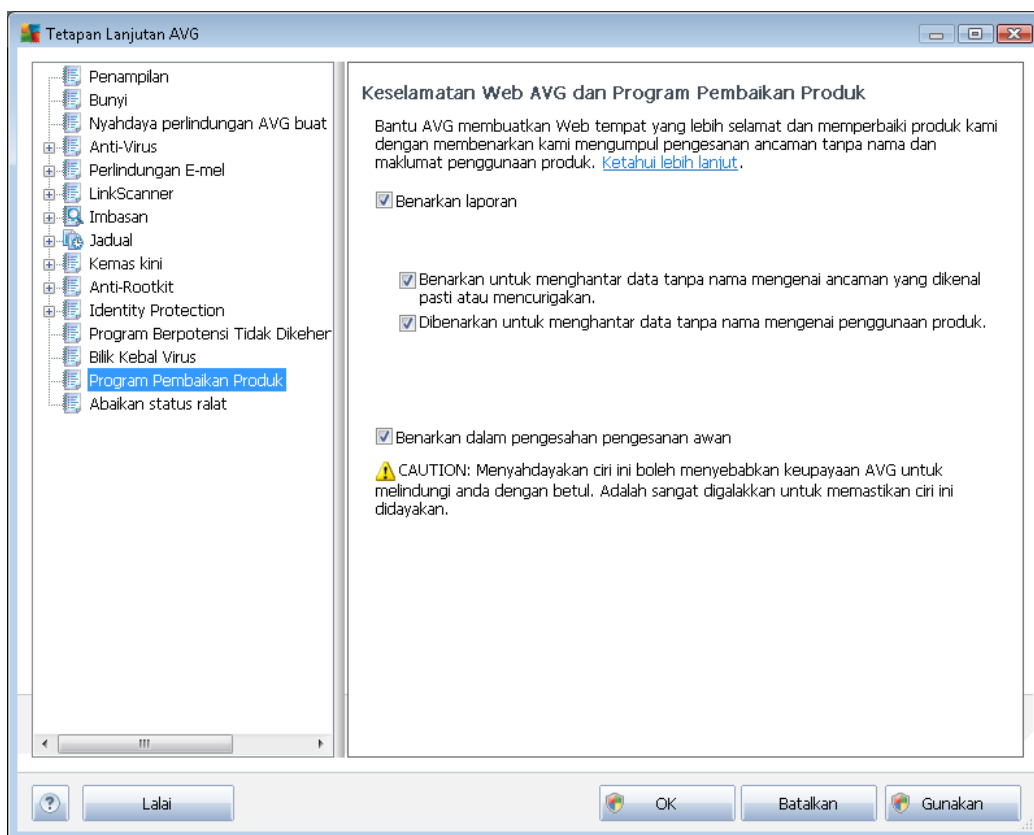 Tetapan Lanjutan AVG
Penampilan
Bunyi
Nyahdaya perlindungan AVG buat
Anti-Virus
Perlindungan E-mel
LinkScanner
Imbasan
Jadual
Kemas kini
Anti-Rootkit
Identity Protection
Program Berpotensi Tidak Dikeher
Bilik Kebal Virus
Program Pembaikan Produk
Abaikan status ralat
Keselamatan Web AVG dan Program Pembaikan Produk
Bantu AVG membuatkan Web tempat yang lebih selamat dan memperbaiki produk kami
dengan membenarkan kami mengumpul pengesanan ancaman tanpa nama dan
maklumat penggunaan produk. Ketahui lebih lanjut.
Benarkan laporan
Benarkan untuk menghantar data tanpa nama mengenai ancaman yang dikenal
pasti atau mencurigakan.
Dibenarkan untuk menghantar data tanpa nama mengenai penggunaan produk.
Benarkan dalam pengesahan pengesanan awan
CAUTION: Menyahdayakan ciri ini boleh menyebabkan keupayaan AVG untuk
melindungi anda dengan betul. Adalah sangat digalakkan untuk memastikan ciri ini
didayakan.
? Lalai OK Batalkan Gunakan